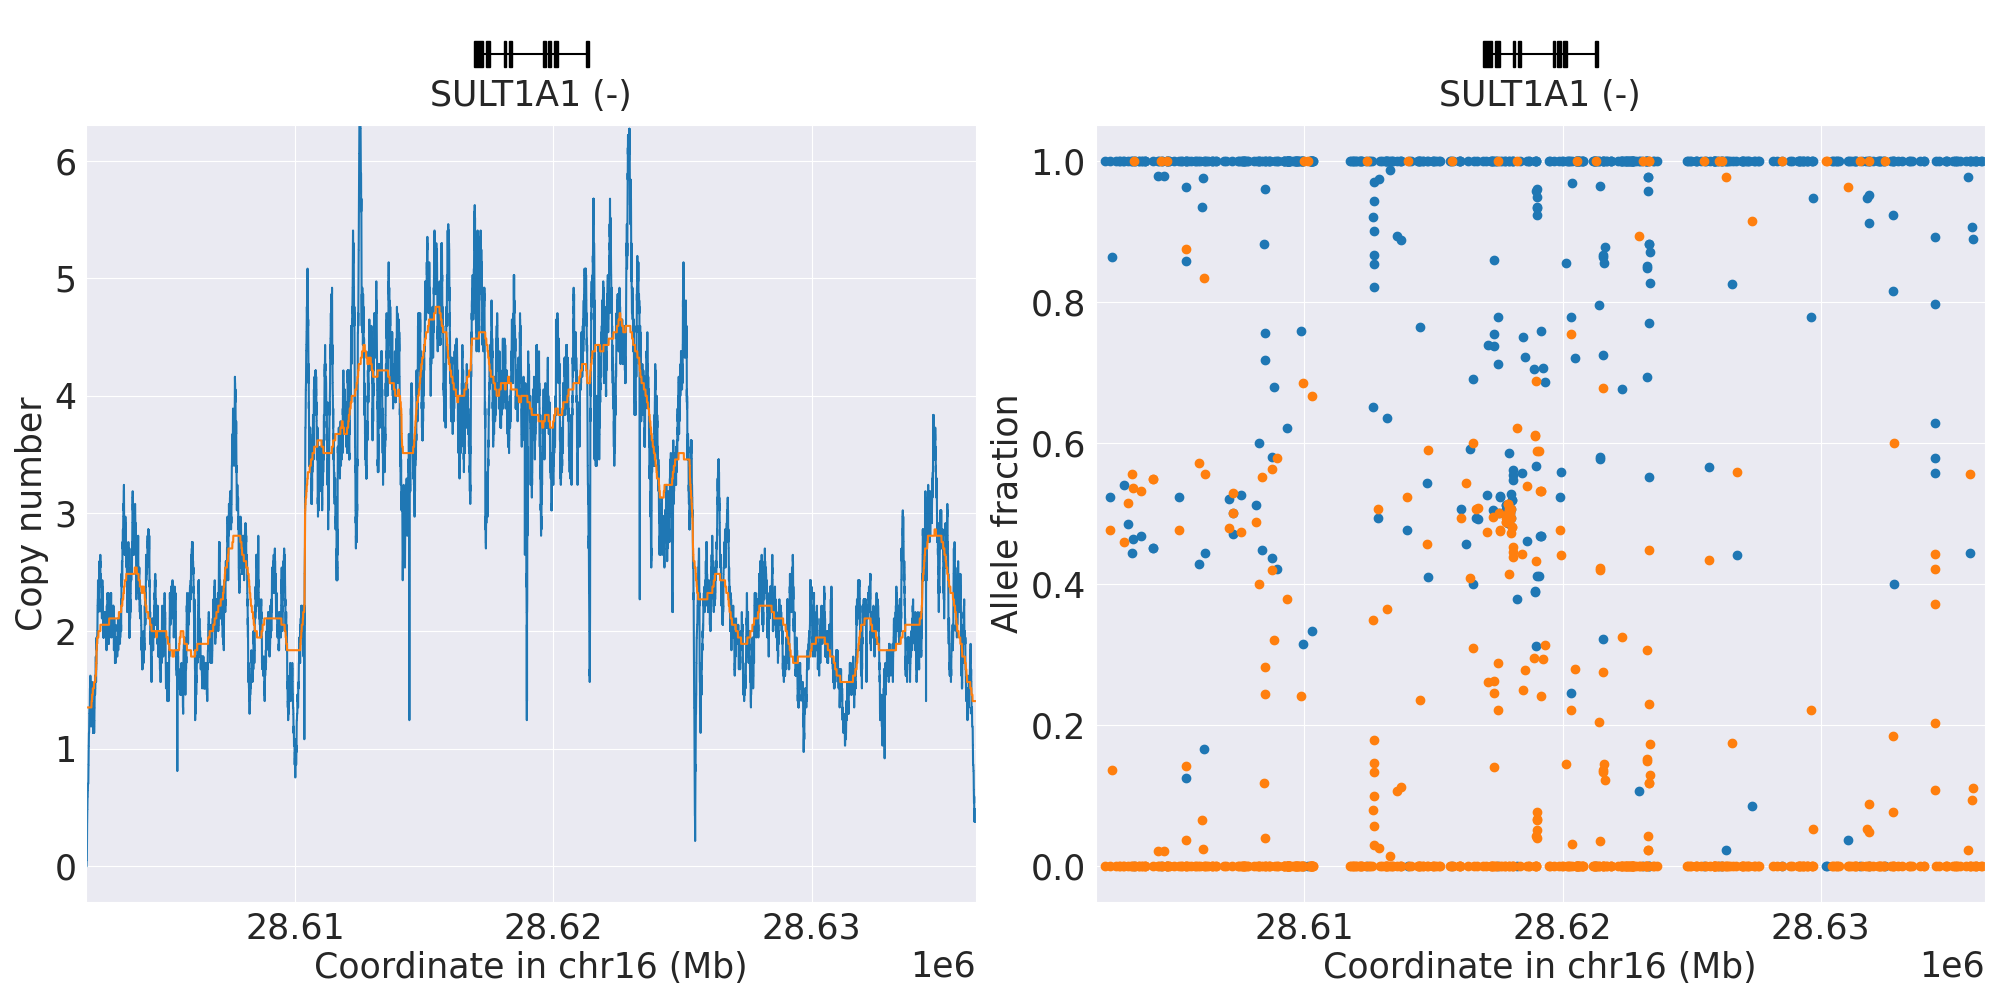 SULT1A1 (-)
Copy number
6
5
4
3
2
1
0
28.61
28.62
28.63
Coordinate in chr16 (Mb)
1e6
SULT1A1 (-)
Allele fraction
1.0
0.8
0.6
0.4
0.2
0.0
28.61
28.62
28.63
Coordinate in chr16 (Mb)
1e6